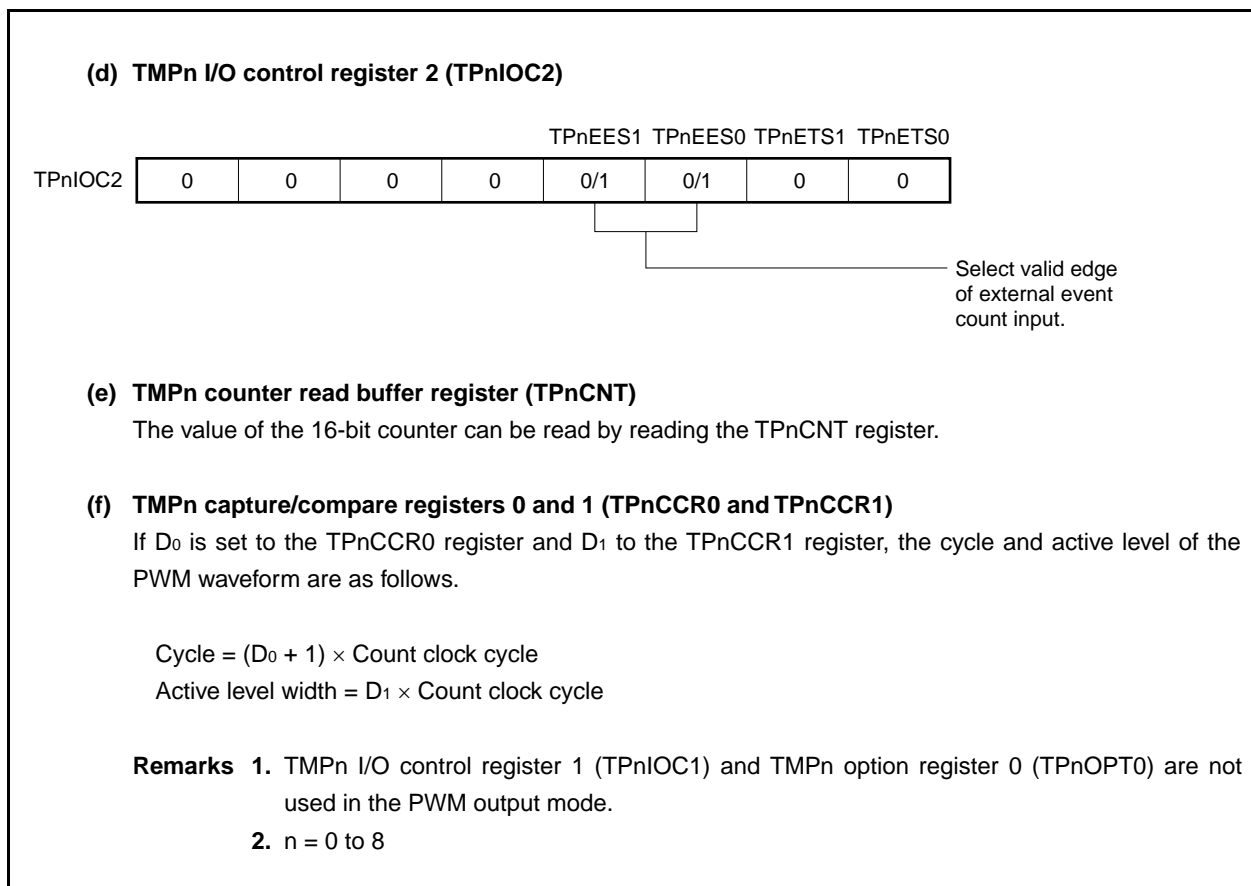 (d) TMPn I/O control register 2 (TPnIOC2)
TPnEES1 TPnEES0 TPnETS1 TPnETS0
TPnIOC2 0 0 0 0 0/1 0/1 0 0
Select valid edge
of external event
count input.
(e) TMPn counter read buffer register (TPnCNT)
The value of the 16-bit counter can be read by reading the TPnCNT register.
(f) TMPn capture/compare registers 0 and 1 (TPnCCR0 and TPnCCR1)
If D0 is set to the TPnCCR0 register and D1 to the TPnCCR1 register, the cycle and active level of the
PWM waveform are as follows.
Cycle = (D0 + 1) × Count clock cycle
Active level width = D1 × Count clock cycle
Remarks 1. TMPn I/O control register 1 (TPnIOC1) and TMPn option register 0 (TPnOPT0) are not
used in the PWM output mode.
2. n = 0 to 8